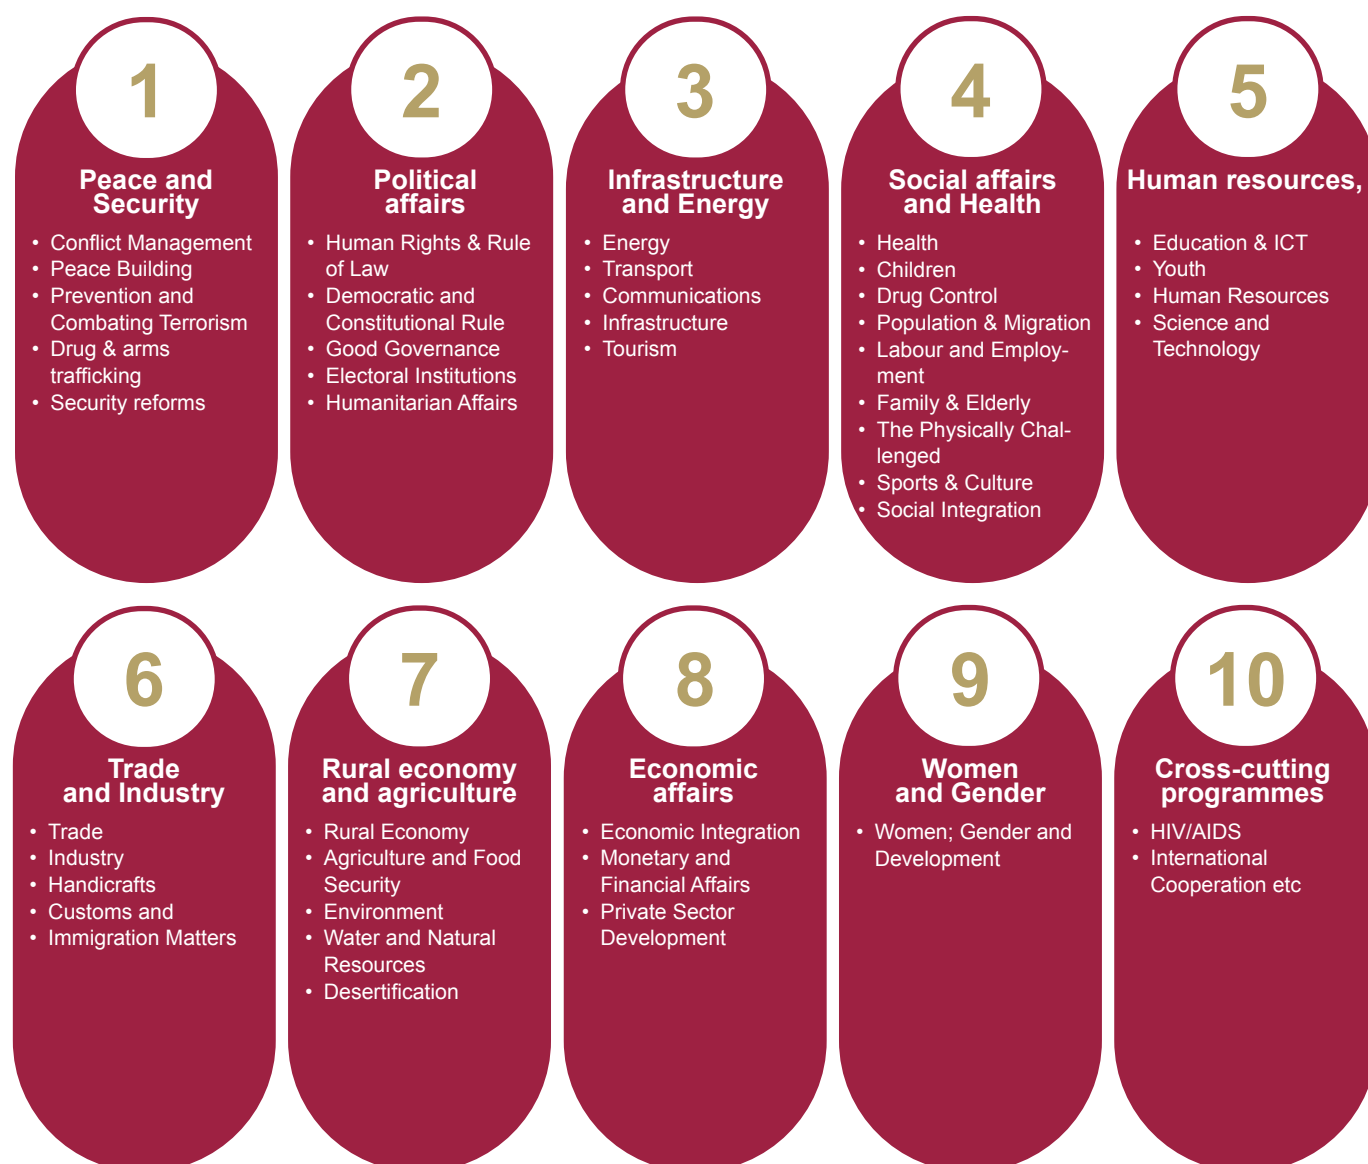 1
Peace and
Security
• Conflict Management
• Peace Building
• Prevention and
Combating Terrorism
• Drug & arms
trafficking
• Security reforms
2
Political
affairs
• Human Rights & Rule
of Law
• Democratic and
Constitutional Rule
• Good Governance
• Electoral Institutions
• Humanitarian Affairs
3
Infrastructure
and Energy
• Energy
• Transport
• Communications
• Infrastructure
• Tourism
4
Social affairs
and Health
• Health
• Children
• Drug Control
• Population & Migration
• Labour and Employ-
ment
• Family & Elderly
• The Physically Chal-
lenged
• Sports & Culture
• Social Integration
5
Human resources,
• Education & ICT
• Youth
• Human Resources
• Science and
Technology
6
Trade
and Industry
• Trade
• Industry
• Handicrafts
• Customs and
• Immigration Matters
7
Rural economy
and agriculture
• Rural Economy
• Agriculture and Food
Security
• Environment
• Water and Natural
Resources
• Desertification
8
Economic
affairs
• Economic Integration
• Monetary and
Financial Affairs
• Private Sector
Development
9
Women
and Gender
• Women; Gender and
Development
10
Cross-cutting
programmes
• HIV/AIDS
• International
Cooperation etc